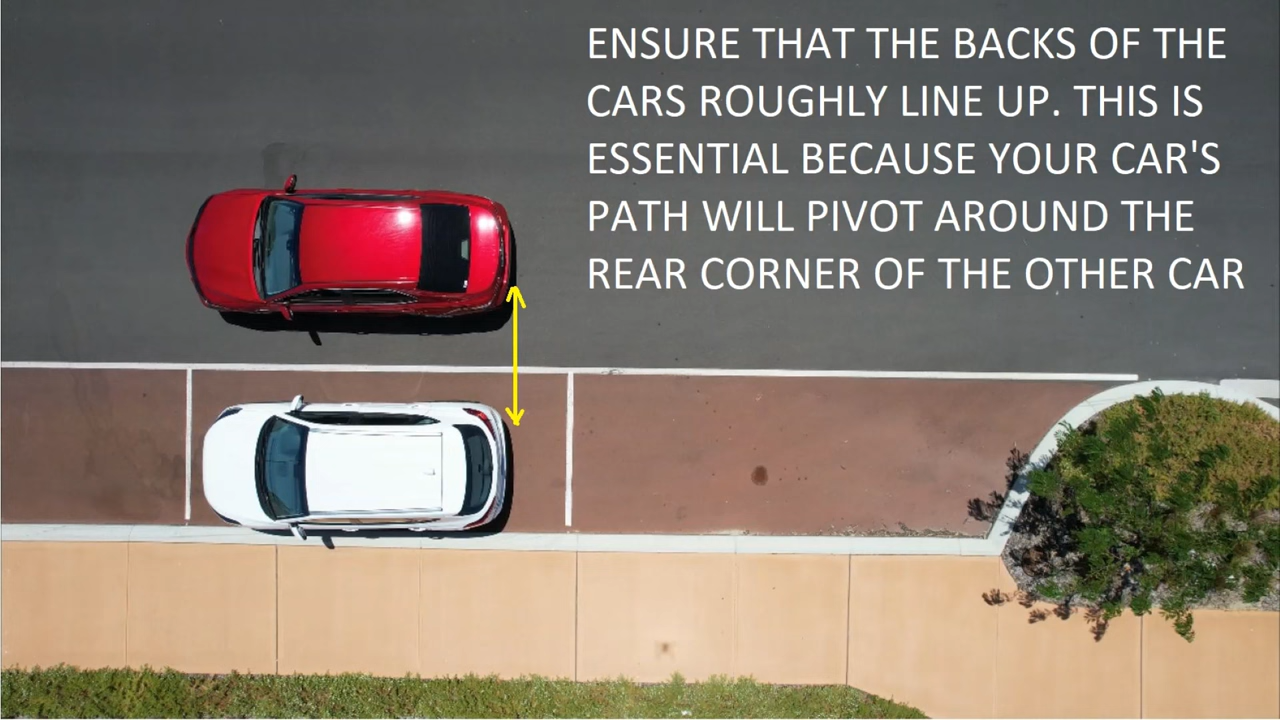 ENSURE THAT THE BACKS OF THE
CARS ROUGHLY LINE UP. THIS IS
ESSENTIAL BECAUSE YOUR CAR'S
PATH WILL PIVOT AROUND THE
REAR CORNER OF THE OTHER CAR